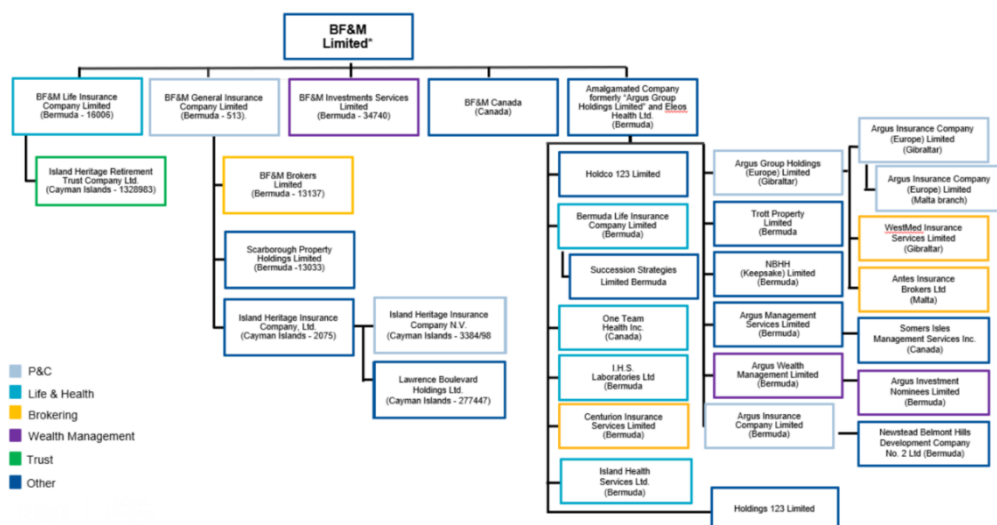 BF&M
Limited*
BF&M Life Insurance
Company Limited
(Bermuda - 16006)
BF&M General Insurance
Company Limited
(Bermuda - 513).
BF&M Investments Services
Limited
(Bermuda - 34740)
BF&M Canada
(Canada)
Amalgamated Company
formerly "Argus Group
Holdings Limited" and Eleos
Health Ltd.
(Bermuda)
Island Heritage Retirement
Trust Company Ltd.
(Cayman Islands - 1328983)
BF&M Brokers
Limited
(Bermuda - 13137)
Scarborough Property
Holdings Limited
(Bermuda -13033)
Island Heritage Insurance
Company, Ltd.
(Cayman Islands - 2075)
Island Heritage Insurance
Company N.V.
(Cayman Islands - 3384/98
Lawrence Boulevard
Holdings Ltd.
(Cayman Islands - 277447)
Holdco 123 Limited
Bermuda Life Insurance
Company Limited
(Bermuda)
Succession Strategies
Limited Bermuda
One Team
Health Inc.
(Canada)
I.H.S.
Laboratories Ltd
(Bermuda
Centurion Insurance
Services Limited
(Bermuda)
Island Health
Services Ltd.
(Bermuda)
Argus Group Holdings
(Europe) Limited
(Gibraltar)
Trott Property
Limited
(Bermuda
NBHH
(Keepsake) Limited
(Bermuda)
Argus Management
Services Limited
(Bermuda)
Argus Wealth
Management Limited
(Bermuda)
Argus Insurance
Company Limited
(Bermuda)
Holdings 123 Limited
Argus Insurance Company
(Europe) Limited
(Gibraltar)
Argus Insurance Company
(Europe) Limited
(Malta branch)
WestMed Insurance
Services Limited
(Gibraltar)
Antes Insurance
Brokers Ltd
(Malta)
Somers Isles
Management Services Inc.
(Canada)
Argus Investment
Nominees Limited
(Bermuda)
Newstead Belmont Hills
Development Company
No. 2 Ltd (Bermuda)
P&C
Life & Health
Brokering
Wealth Management
Trust
Other